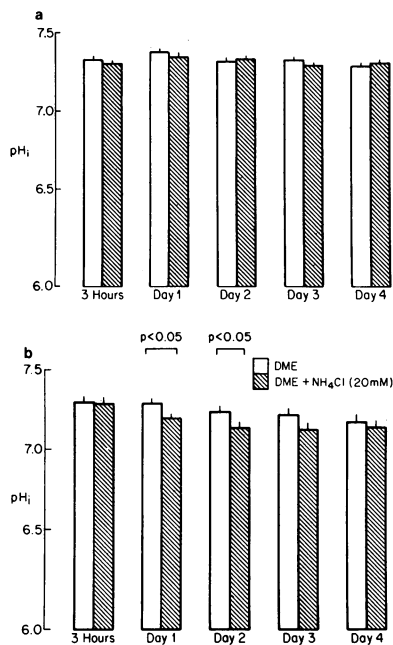 a
7.5
7.0
pHi
6.5
6.0
3 Hours Day 1 Day 2 Day 3 Day 4
b
p<0.05 p<0.05
DME
DME + NH4Cl (20mM)
7.5
7.0
pHi
6.5
6.0
3 Hours Day 1 Day 2 Day 3 Day 4